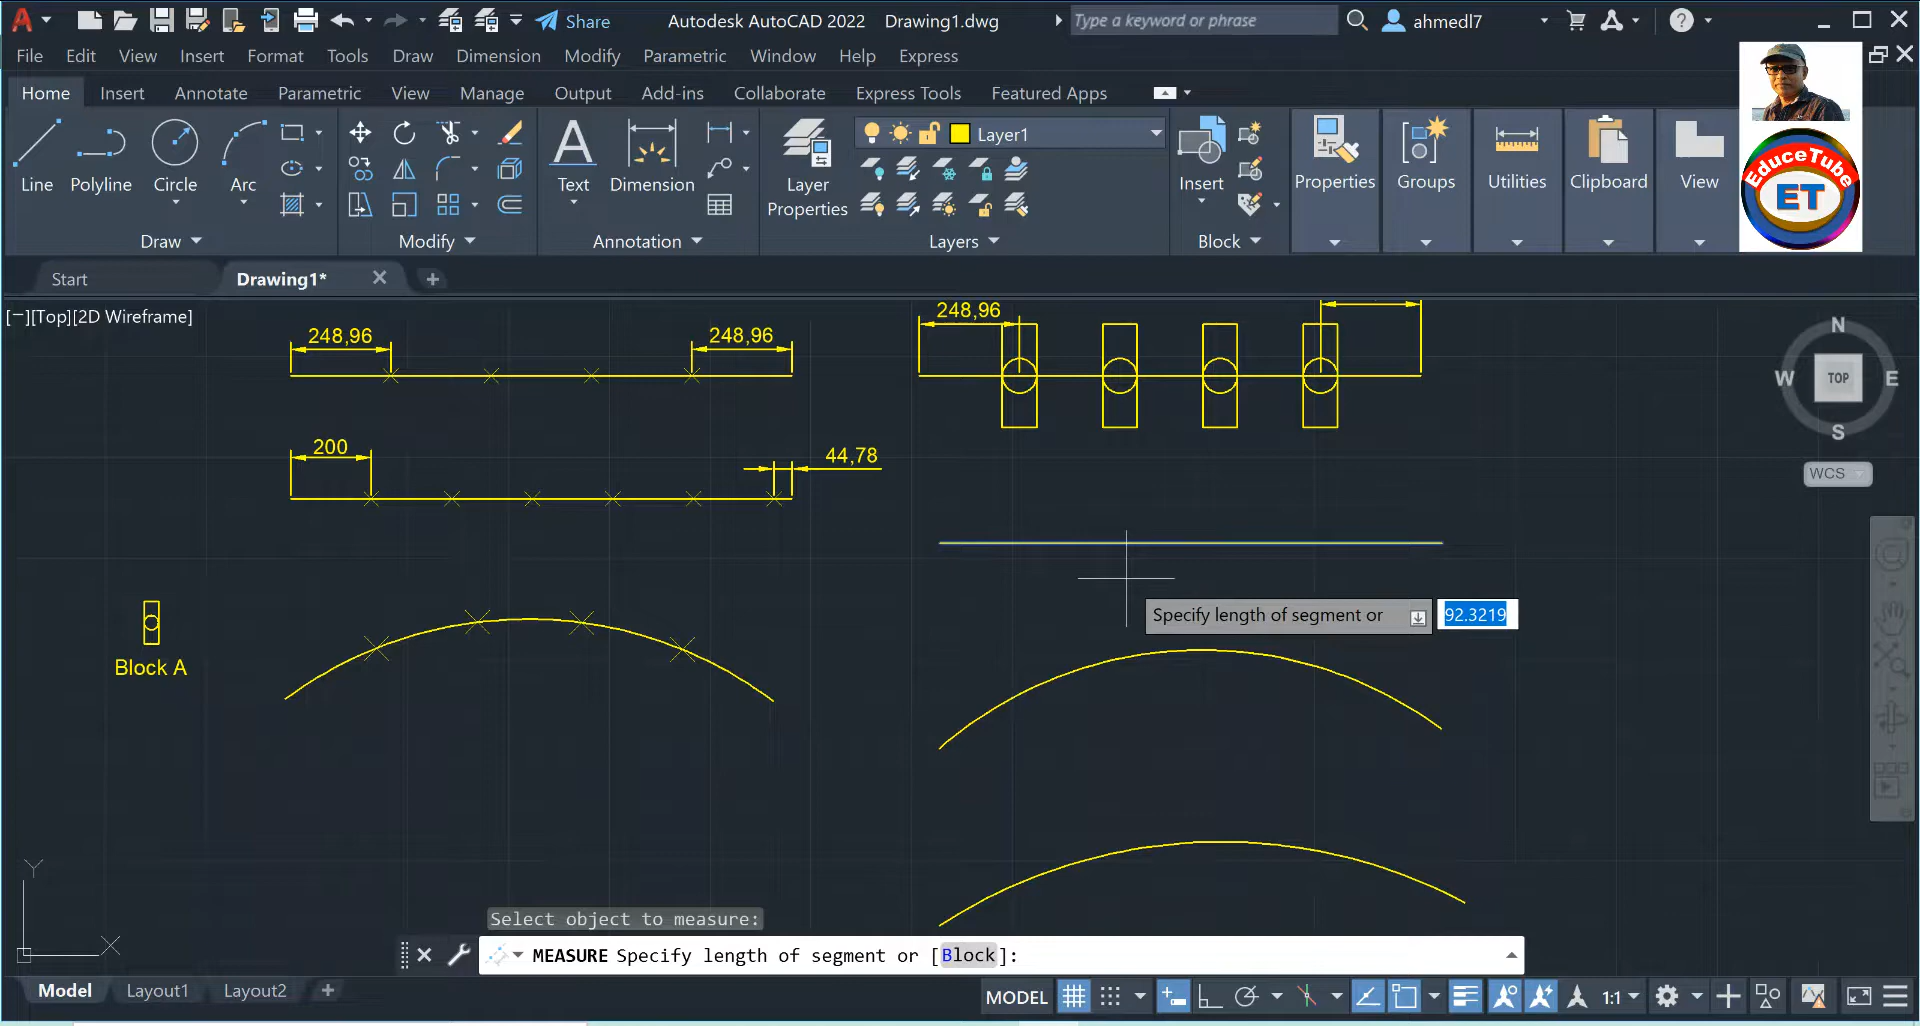 Share
Autodesk AutoCAD 2022 Drawing1.dwg
Type a keyword or phrase
ahmedl7
File Edit View Insert Format Tools Draw Dimension Modify Parametric Window Help Express
Home Insert Annotate Parametric View Manage Output Add-ins Collaborate Express Tools Featured Apps
Layer1
Line Polyline Circle Arc
Text Dimension
Layer
Properties
Insert
Properties Groups Utilities Clipboard View
Draw Modify Annotation Layers Block
EduceTube
ET
Start Drawing1*
[−][Top][2D Wireframe]
248,96 248,96
248,96
N
W TOP E
S
WCS
200 44,78
Block A
Specify length of segment or 92.3219
Y
X
Select object to measure:
MEASURE Specify length of segment or [Block]:
Model Layout1 Layout2
MODEL 1:1